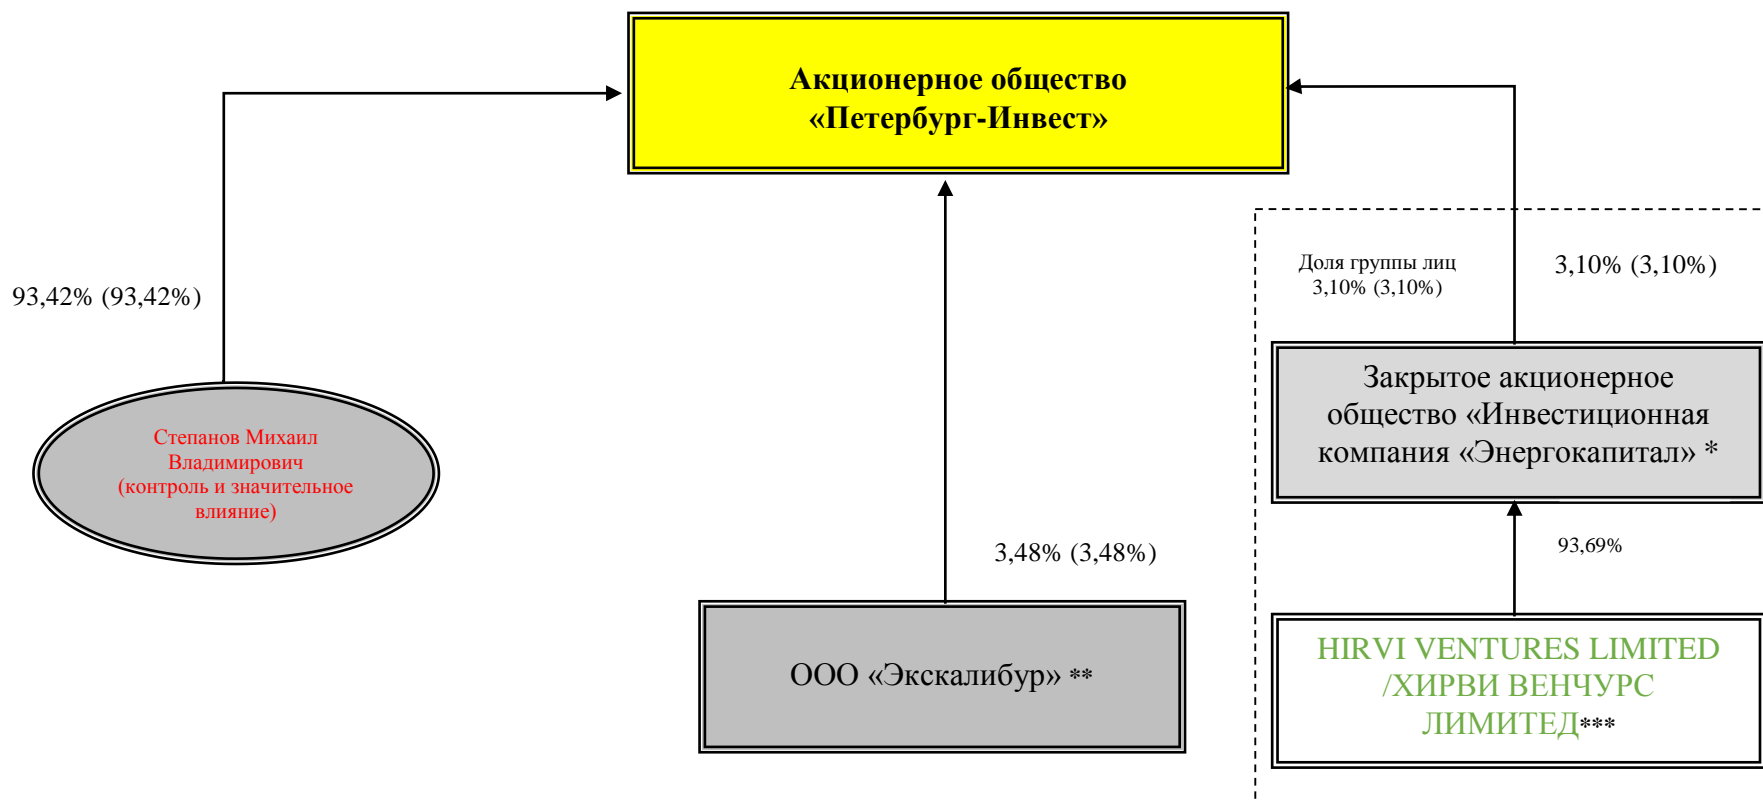 Акционерное общество
«Петербург-Инвест»
Доля группы лиц
3,10% (3,10%)
3,10% (3,10%)
93,42% (93,42%)
Закрытое акционерное
общество «Инвестиционная
компания «Энергокапитал» *
Степанов Михаил
Владимирович
(контроль и значительное
влияние)
3,48% (3,48%)
93,69%
ООО «Экскалибур» **
HIRVI VENTURES LIMITED
/ХИРВИ ВЕНЧУРС
ЛИМИТЕД***